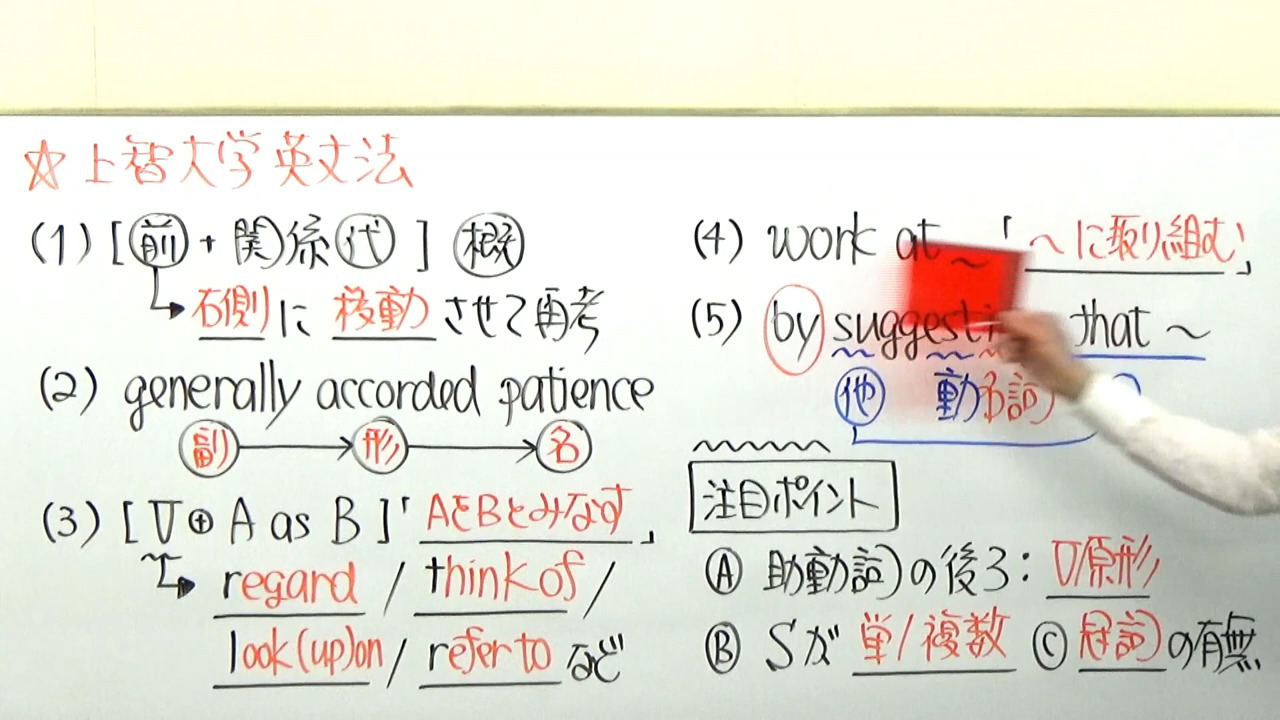 ☆上智大学英文法
(1) [前 + 関係代] 概
右側に移動させて再考
(2) generally accorded patience
副 → 形 → 名
(3) [V ⊕ A as B]「AをBとみなす」
regard / think of /
look(up)on / refer to など
(4) work at ~「~に取り組む」
(5) by that ~
他 動名詞
注目ポイント
Ⓐ 助動詞の後ろ: V原形
Ⓑ Sが 単/複数 Ⓒ 冠詞の有無